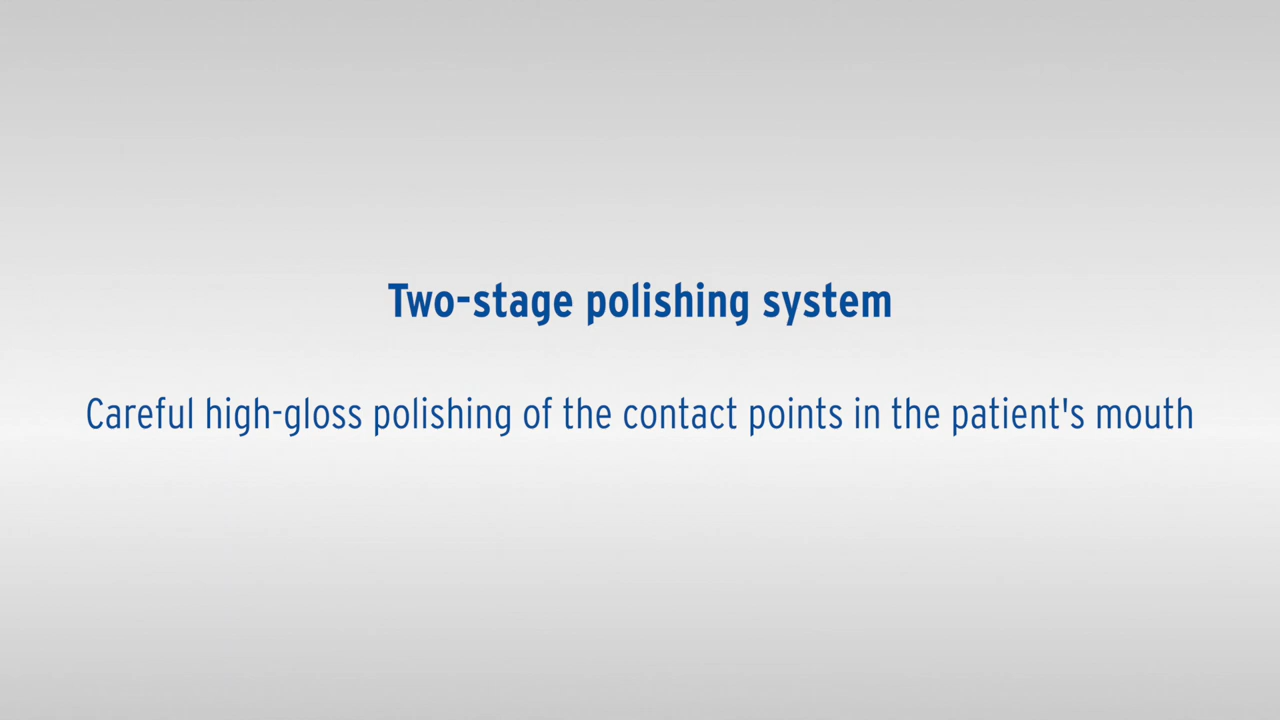 Two-stage polishing system
Careful high-gloss polishing of the contact points in the patient's mouth